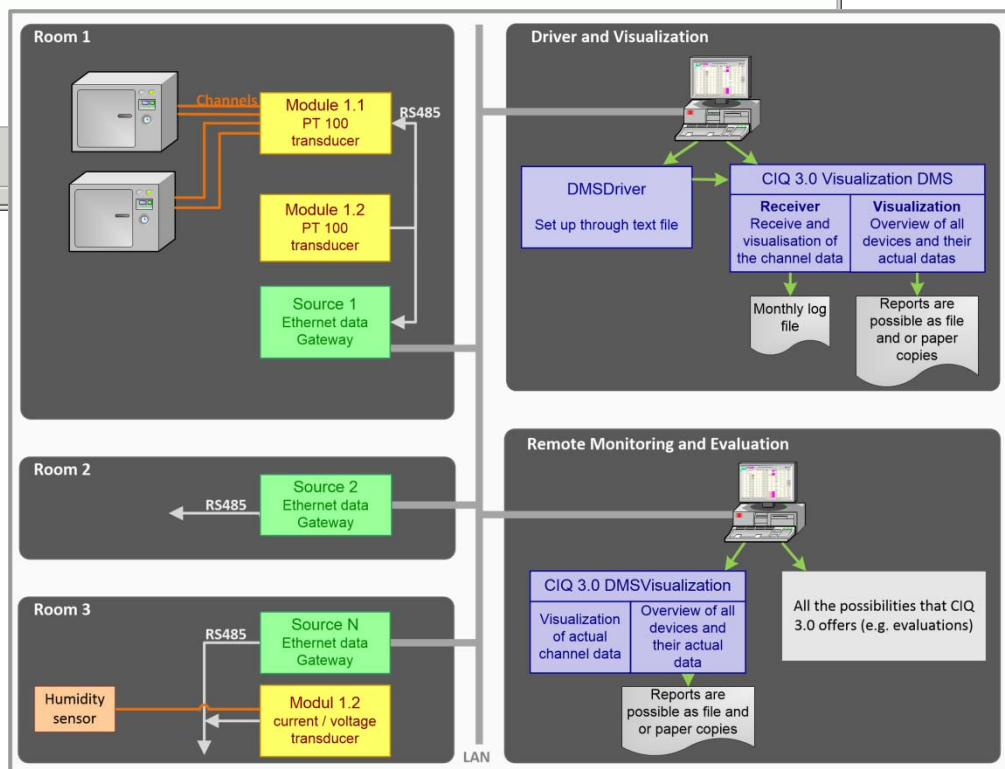 Room 1
Channels
Module 1.1
PT 100
transducer
RS485
Module 1.2
PT 100
transducer
Source 1
Ethernet data
Gateway
Room 2
RS485
Source 2
Ethernet data
Gateway
Room 3
RS485
Source N
Ethernet data
Gateway
Humidity
sensor
Modul 1.2
current / voltage
transducer
LAN
Driver and Visualization
DMSDriver
Set up through text file
CIQ 3.0 Visualization DMS
Receiver
Receive and
visualisation of
the channel data
Visualization
Overview of all
devices and their
actual datas
Monthly log
file
Reports are
possible as file
and or paper
copies
Remote Monitoring and Evaluation
CIQ 3.0 DMSVisualization
Visualization
of actual
channel data
Overview of all
devices and
their actual
data
All the possibilities that CIQ
3.0 offers (e.g. evaluations)
Reports are
possible as file and
or paper copies